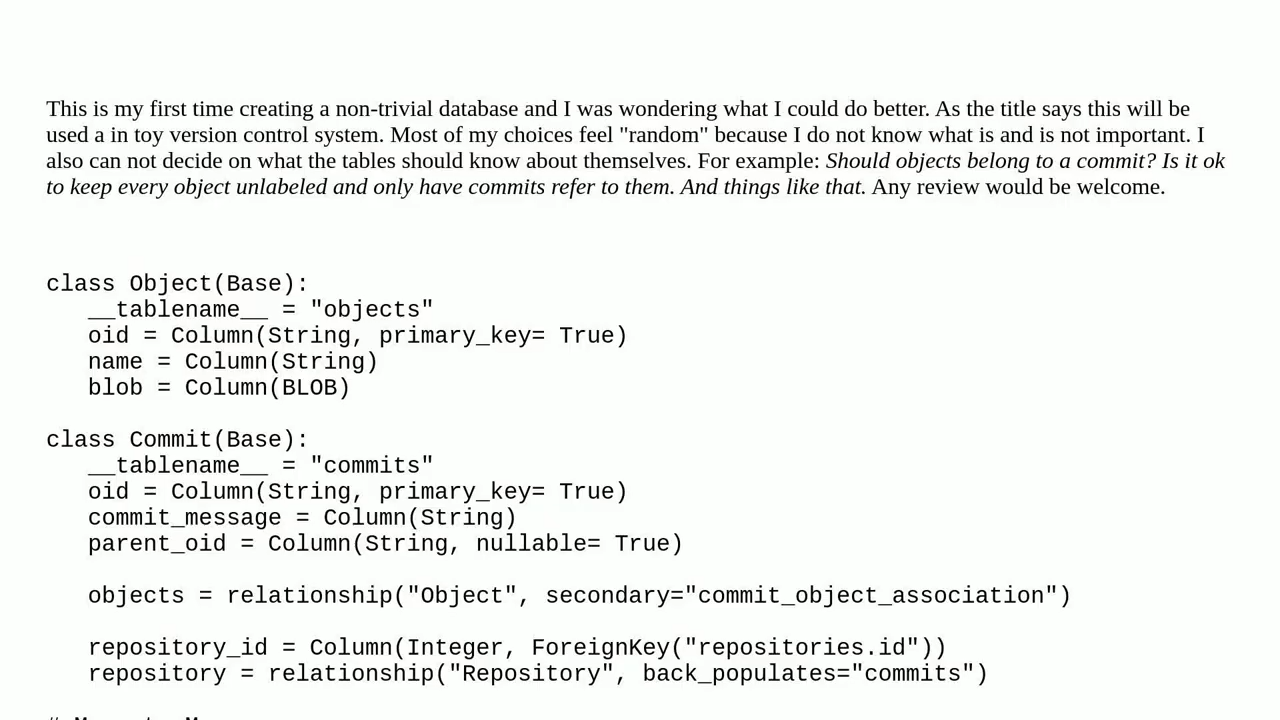 This is my first time creating a non-trivial database and I was wondering what I could do better. As the title says this will be
used a in toy version control system. Most of my choices feel "random" because I do not know what is and is not important. I
also can not decide on what the tables should know about themselves. For example: Should objects belong to a commit? Is it ok
to keep every object unlabeled and only have commits refer to them. And things like that. Any review would be welcome.
class Object(Base):
   __tablename__ = "objects"
   oid = Column(String, primary_key= True)
   name = Column(String)
   blob = Column(BLOB)
class Commit(Base):
   __tablename__ = "commits"
   oid = Column(String, primary_key= True)
   commit_message = Column(String)
   parent_oid = Column(String, nullable= True)
   objects = relationship("Object", secondary="commit_object_association")
   repository_id = Column(Integer, ForeignKey("repositories.id"))
   repository = relationship("Repository", back_populates="commits")